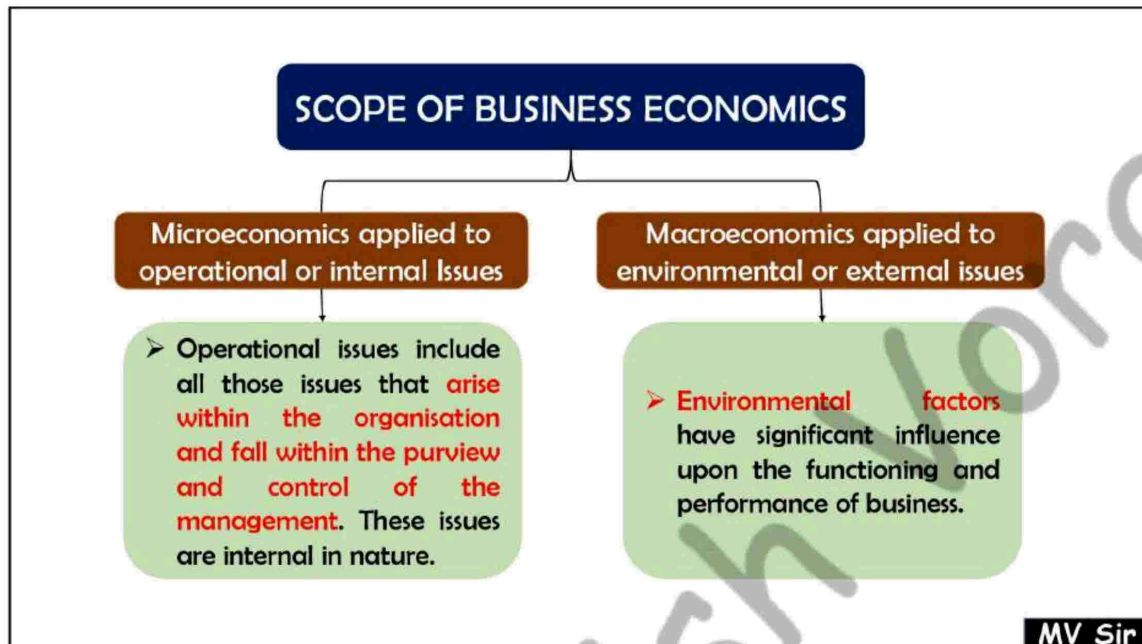 SCOPE OF BUSINESS ECONOMICS
Microeconomics applied to
operational or internal Issues
Macroeconomics applied to
environmental or external issues
➢ Operational issues include
all those issues that arise
within the organisation
and fall within the purview
and control of the
management. These issues
are internal in nature.
➢ Environmental factors
have significant influence
upon the functioning and
performance of business.
MV Sir